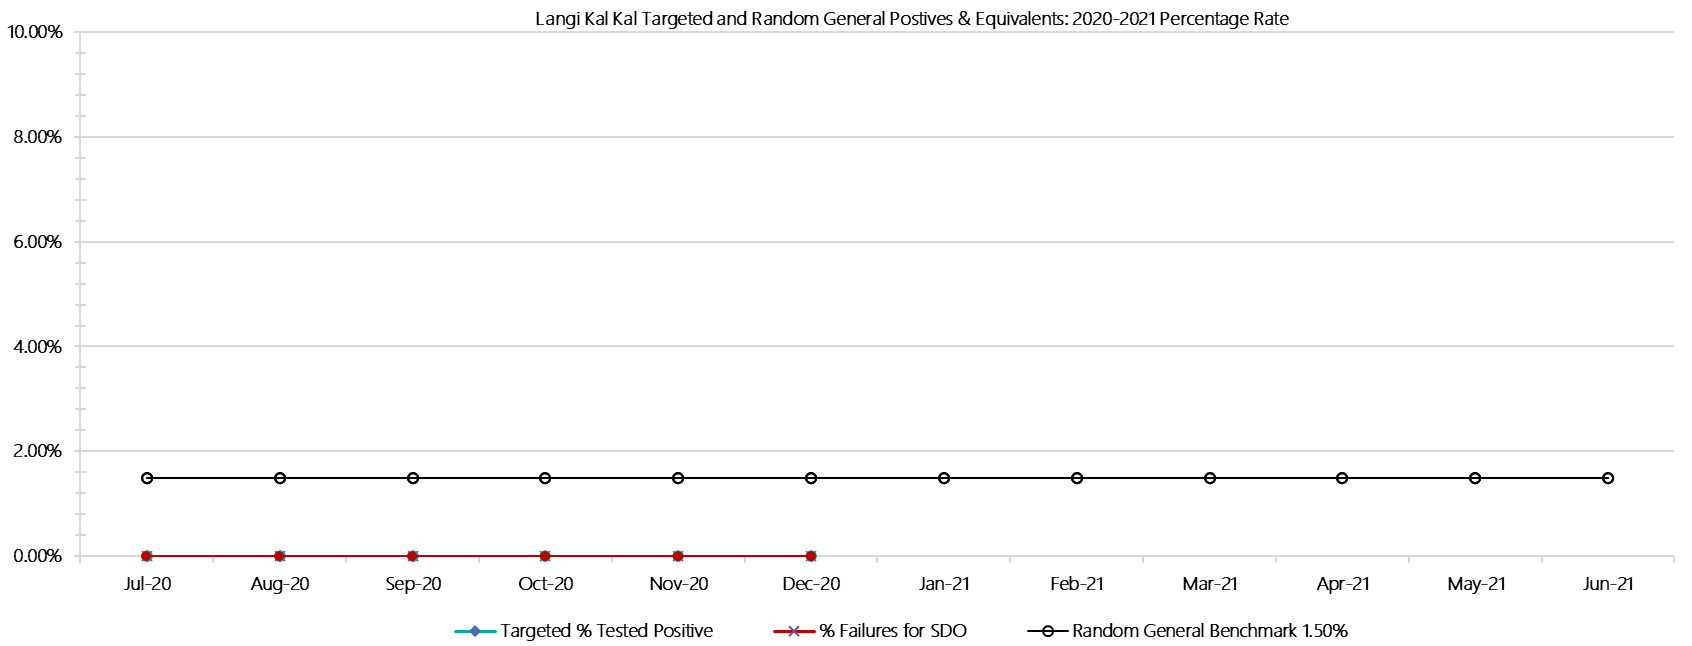 Langi Kal Kal Targeted and Random General Postives & Equivalents: 2020-2021 Percentage Rate
10.00%
8.00%
6.00%
4.00%
2.00%
0.00%
Jul-20 Aug-20 Sep-20 Oct-20 Nov-20 Dec-20 Jan-21 Feb-21 Mar-21 Apr-21 May-21 Jun-21
Targeted % Tested Positive % Failures for SDO Random General Benchmark 1.50%